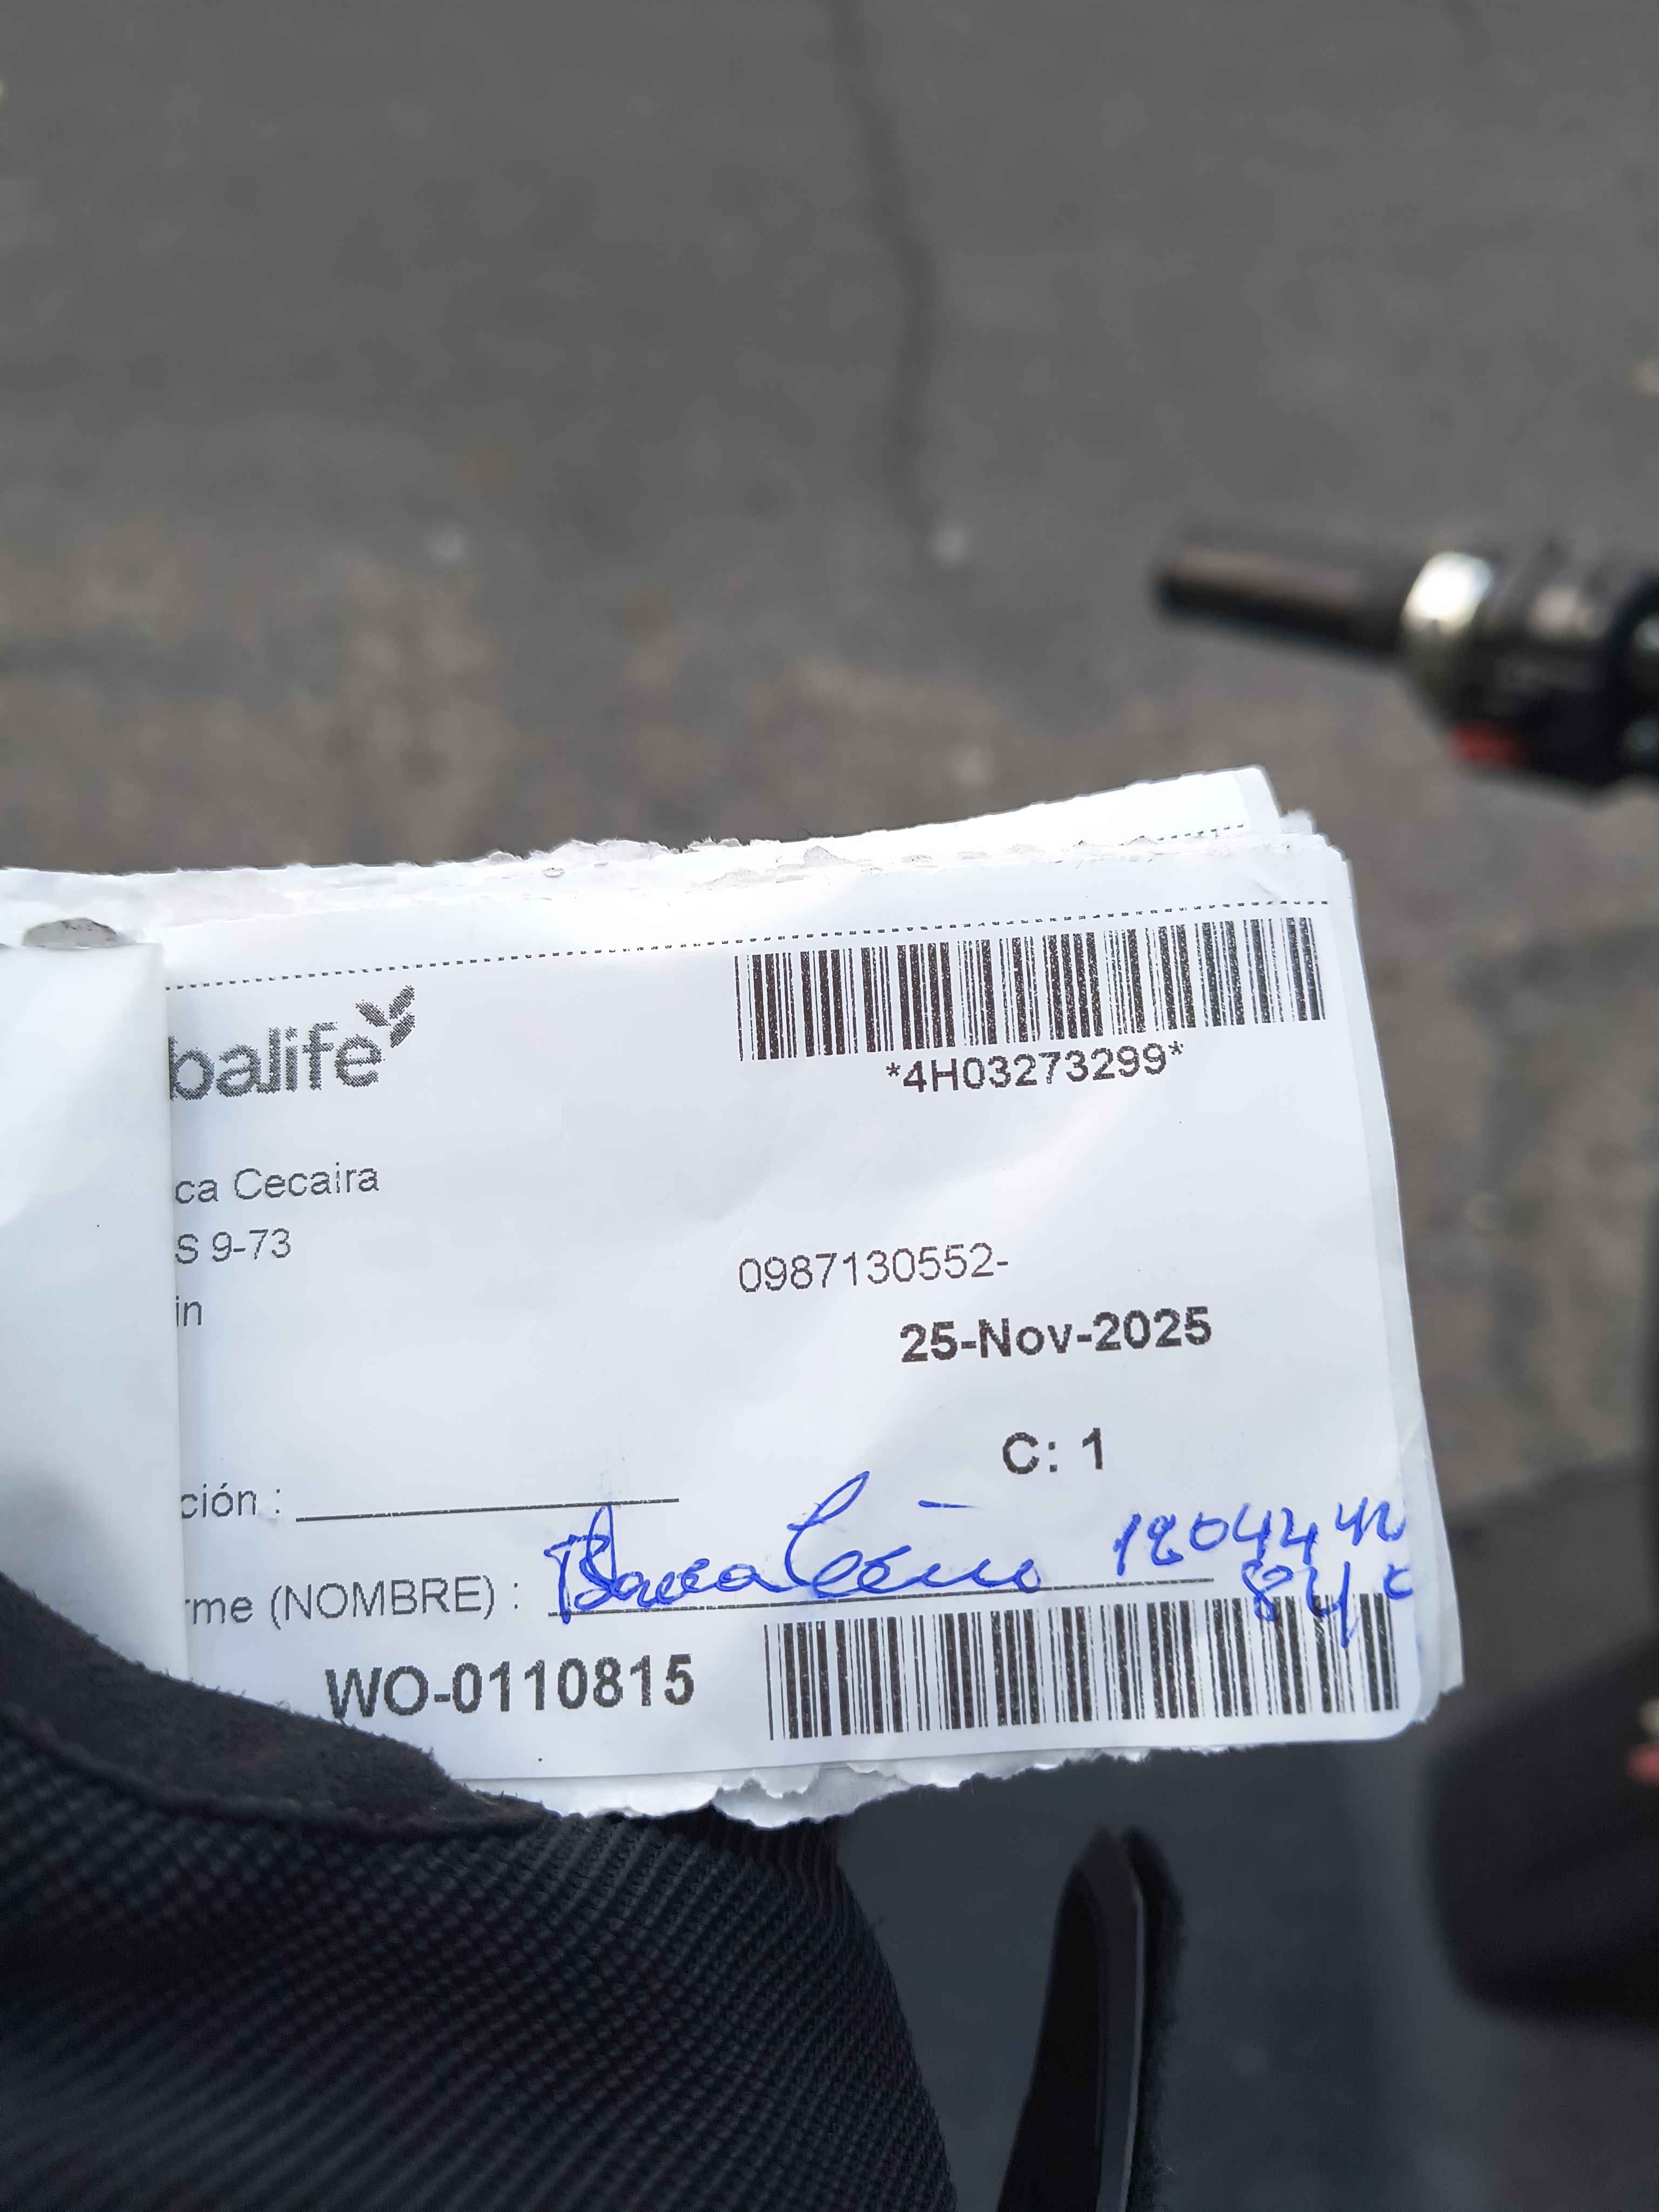 balife
*4H03273299*
ca Cecaira
S 9-73
0987130552-
in
25-Nov-2025
C: 1
ción :
rme (NOMBRE) :
WO-0110815